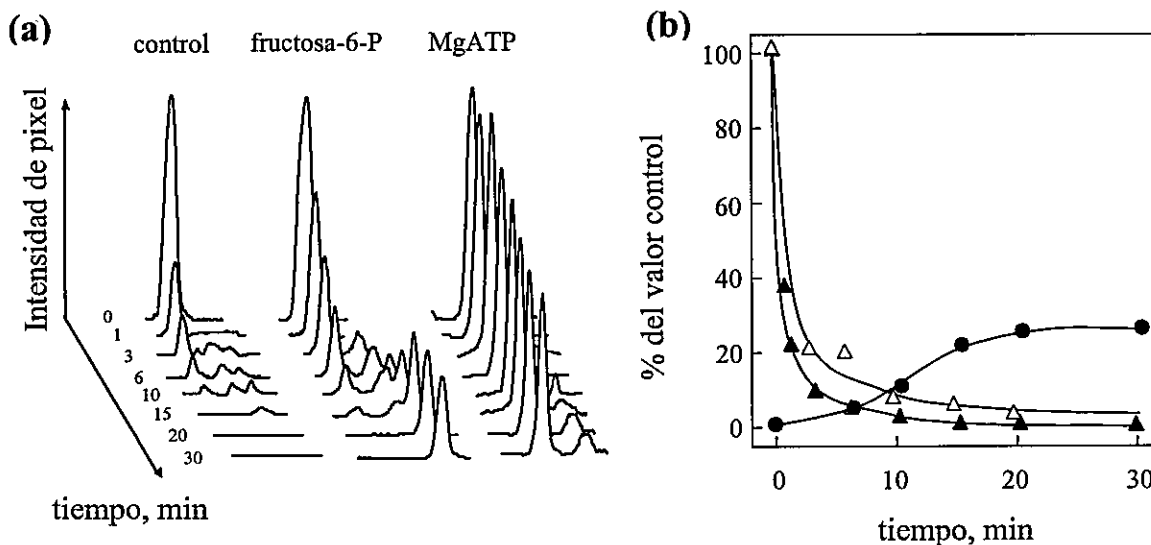 (a)
control fructosa-6-P MgATP
Intensidad de pixel
0
1
3
6
10
15
20
30
tiempo, min
(b)
% del valor control
100
80
60
40
20
0
0 10 20 30
tiempo, min